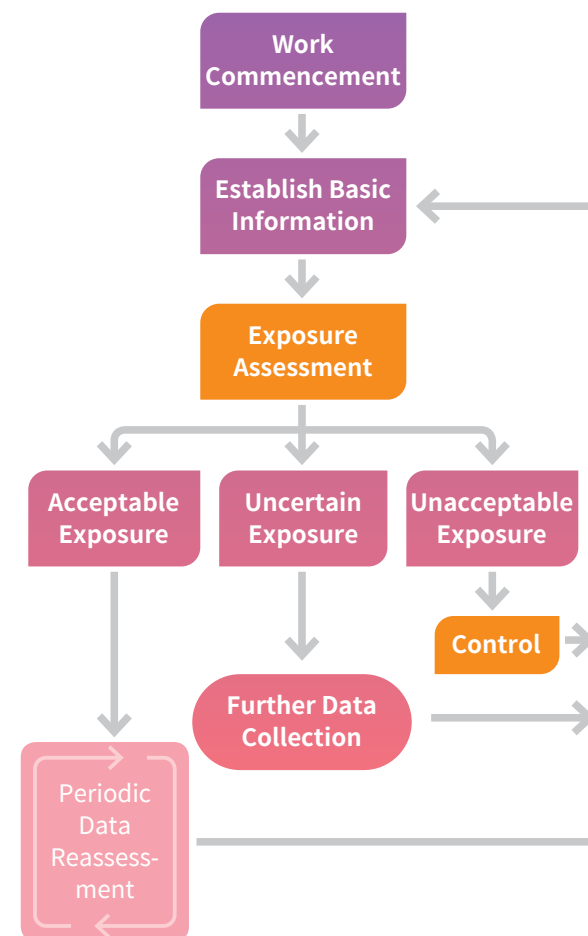 Work
Commencement
Establish Basic
Information
Exposure
Assessment
Acceptable
Exposure
Uncertain
Exposure
Unacceptable
Exposure
Control
Further Data
Collection
Periodic
Data
Reassess-
ment